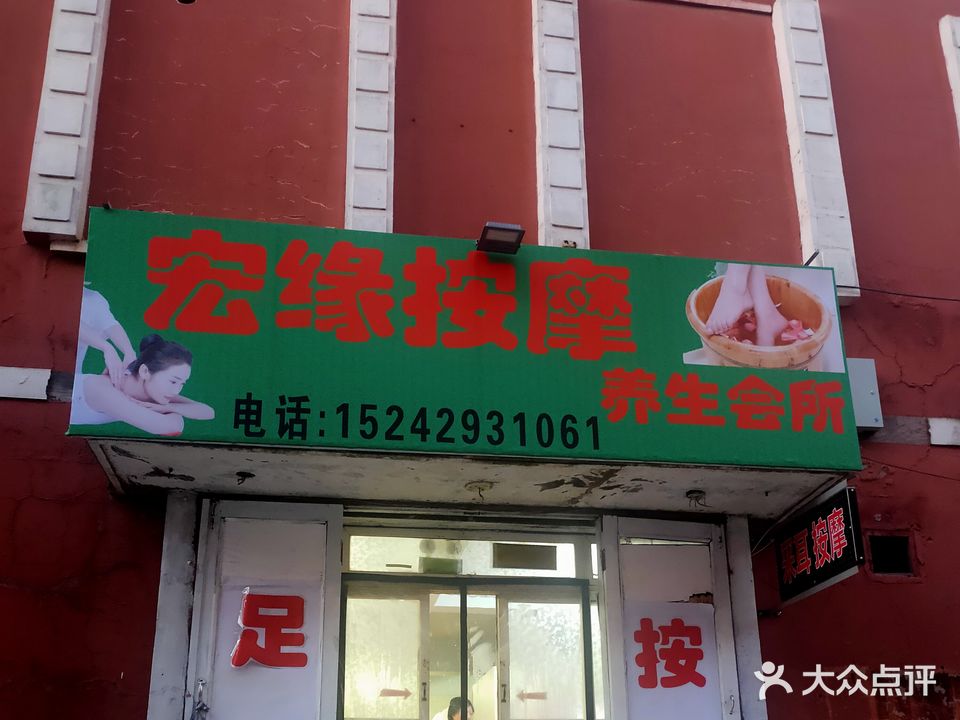 宏缘按摩
养生会所
电话:15242931061
采耳按摩
足
按
大众点评